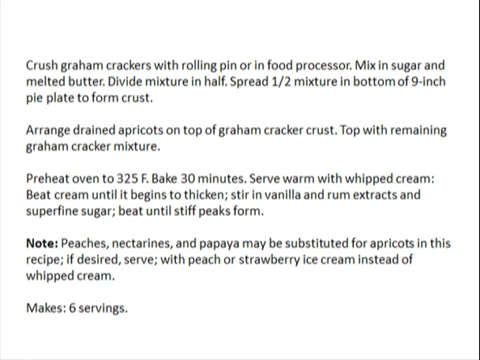 Crush graham crackers with rolling pin or in food processor. Mix in sugar and
melted butter. Divide mixture in half. Spread 1/2 mixture in bottom of 9-inch
pie plate to form crust.
Arrange drained apricots on top of graham cracker crust. Top with remaining
graham cracker mixture.
Preheat oven to 325 F. Bake 30 minutes. Serve warm with whipped cream:
Beat cream until it begins to thicken; stir in vanilla and rum extracts and
superfine sugar; beat until stiff peaks form.
Note: Peaches, nectarines, and papaya may be substituted for apricots in this
recipe; if desired, serve; with peach or strawberry ice cream instead of
whipped cream.
Makes: 6 servings.